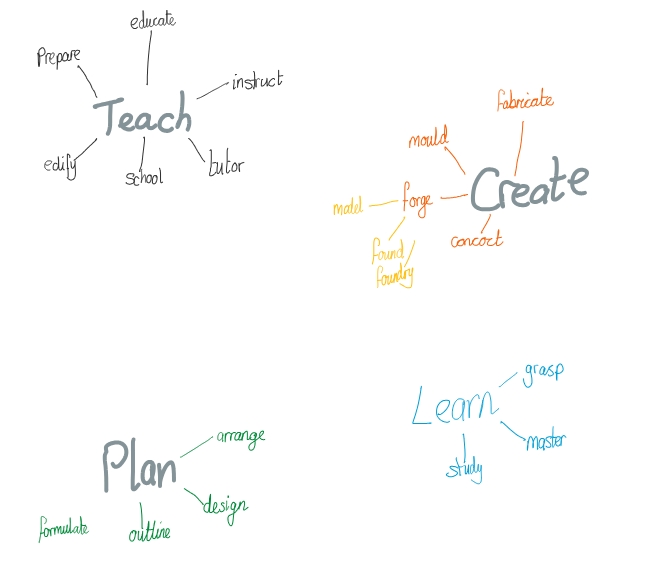 educate
Prepare
instruct
Teach
edify
school
tutor
fabricate
mould
Create
forge
concoct
found
foundry
Learn
grasp
master
study
Plan
arrange
design
formulate
outline